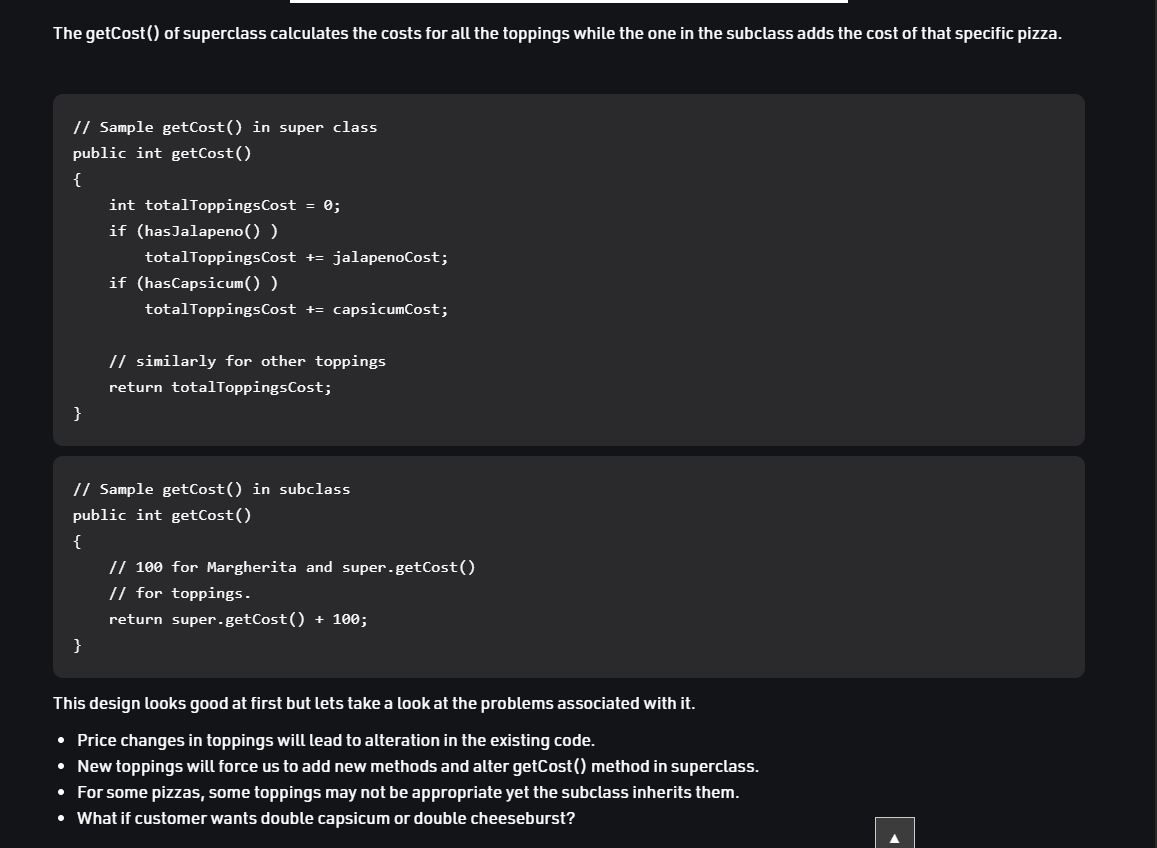 The getCost() of superclass calculates the costs for all the toppings while the one in the subclass adds the cost of that specific pizza.
// Sample getCost() in super class
public int getCost()
{
    int totalToppingsCost = 0;
    if (hasJalapeno() )
        totalToppingsCost += jalapenoCost;
    if (hasCapsicum() )
        totalToppingsCost += capsicumCost;

    // similarly for other toppings
    return totalToppingsCost;
}
// Sample getCost() in subclass
public int getCost()
{
    // 100 for Margherita and super.getCost()
    // for toppings.
    return super.getCost() + 100;
}
This design looks good at first but lets take a look at the problems associated with it.
• Price changes in toppings will lead to alteration in the existing code.
• New toppings will force us to add new methods and alter getCost() method in superclass.
• For some pizzas, some toppings may not be appropriate yet the subclass inherits them.
• What if customer wants double capsicum or double cheeseburst?
▲